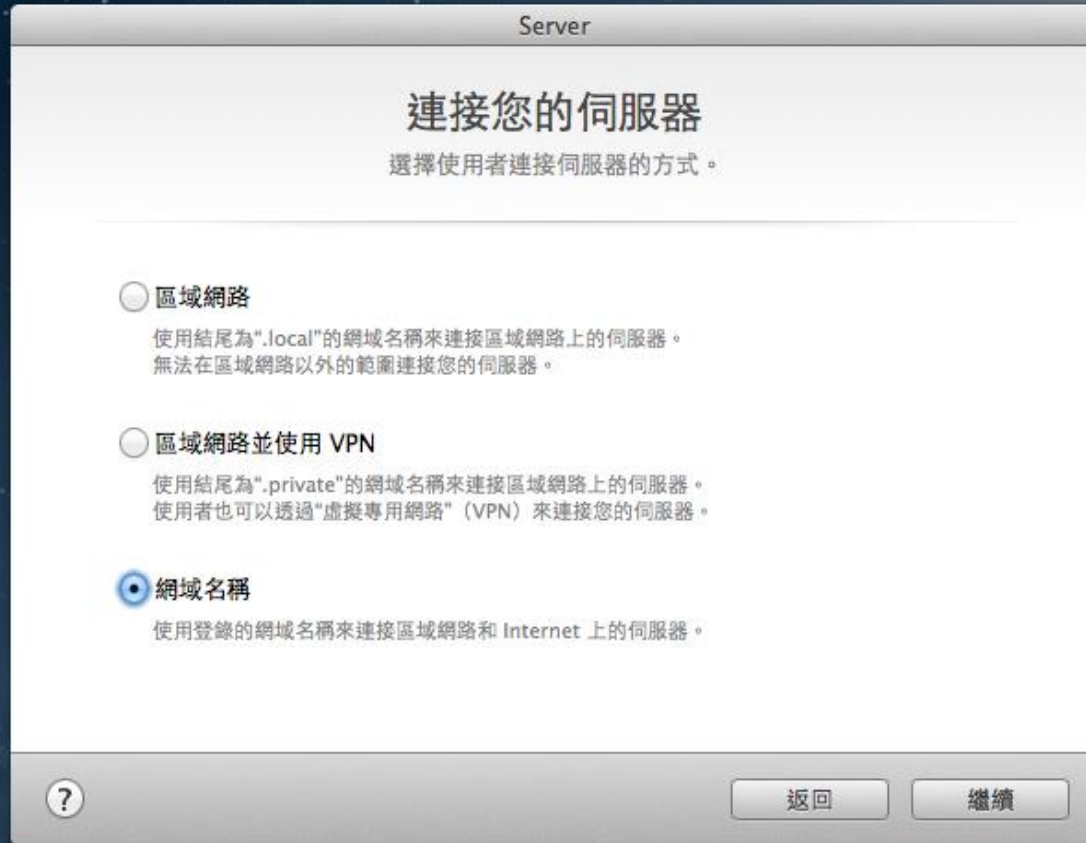 Server
連接您的伺服器
選擇使用者連接伺服器的方式。
區域網路
使用結尾為“.local”的網域名稱來連接區域網路上的伺服器。
無法在區域網路以外的範圍連接您的伺服器。
區域網路並使用 VPN
使用結尾為“.private”的網域名稱來連接區域網路上的伺服器。
使用者也可以透過“虛擬專用網路”（VPN）來連接您的伺服器。
網域名稱
使用登錄的網域名稱來連接區域網路和 Internet 上的伺服器。
?
返回
繼續